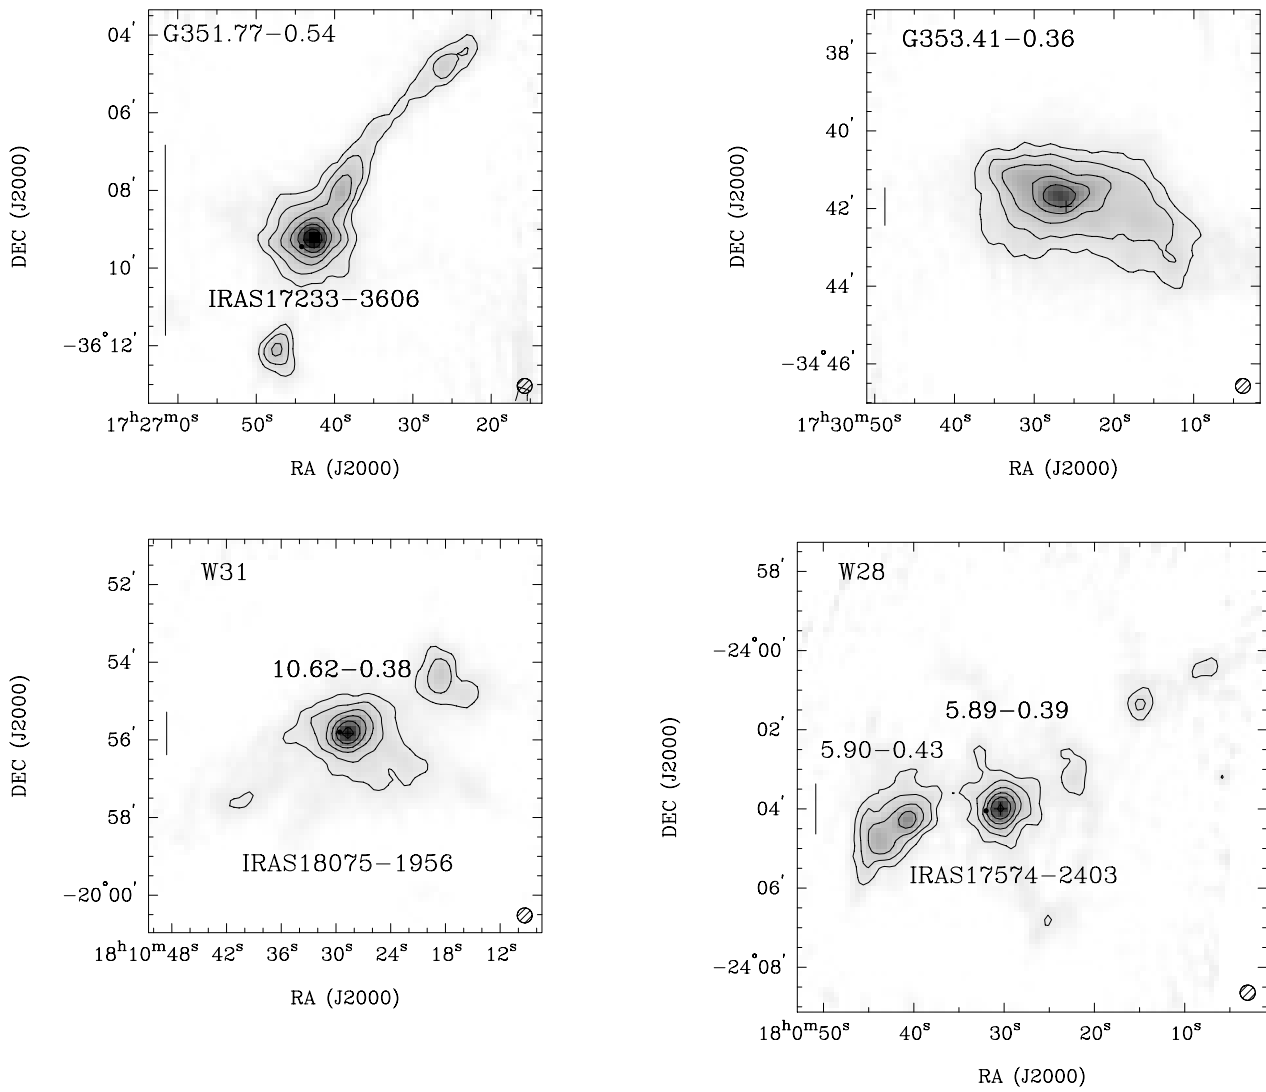 G351.77−0.54
04′
06′
08′
10′
−36°12′
DEC (J2000)
IRAS17233−3606
17ʰ27ᵐ0ˢ 50ˢ 40ˢ 30ˢ 20ˢ
RA (J2000)
G353.41−0.36
38′
40′
42′
44′
−34°46′
DEC (J2000)
17ʰ30ᵐ50ˢ 40ˢ 30ˢ 20ˢ 10ˢ
RA (J2000)
W31
52′
54′
56′
58′
−20°00′
DEC (J2000)
10.62−0.38
IRAS18075−1956
18ʰ10ᵐ48ˢ 42ˢ 36ˢ 30ˢ 24ˢ 18ˢ 12ˢ
RA (J2000)
W28
58′
−24°00′
02′
04′
06′
−24°08′
DEC (J2000)
5.89−0.39
5.90−0.43
IRAS17574−2403
18ʰ0ᵐ50ˢ 40ˢ 30ˢ 20ˢ 10ˢ
RA (J2000)